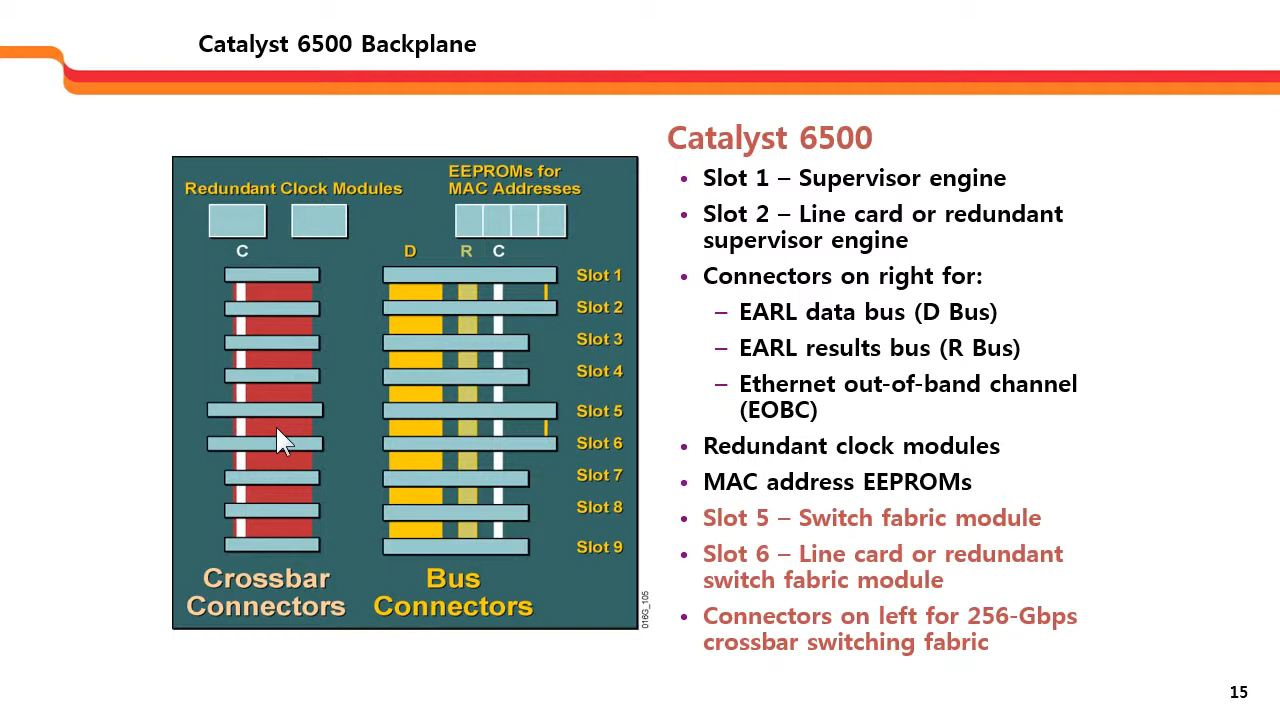 Catalyst 6500 Backplane
Redundant Clock Modules
EEPROMs for
MAC Addresses
C
D
R
C
Slot 1
Slot 2
Slot 3
Slot 4
Slot 5
Slot 6
Slot 7
Slot 8
Slot 9
Crossbar
Connectors
Bus
Connectors
016G_105
Catalyst 6500
• Slot 1 – Supervisor engine
• Slot 2 – Line card or redundant
supervisor engine
• Connectors on right for:
– EARL data bus (D Bus)
– EARL results bus (R Bus)
– Ethernet out-of-band channel
(EOBC)
• Redundant clock modules
• MAC address EEPROMs
• Slot 5 – Switch fabric module
• Slot 6 – Line card or redundant
switch fabric module
• Connectors on left for 256-Gbps
crossbar switching fabric
15